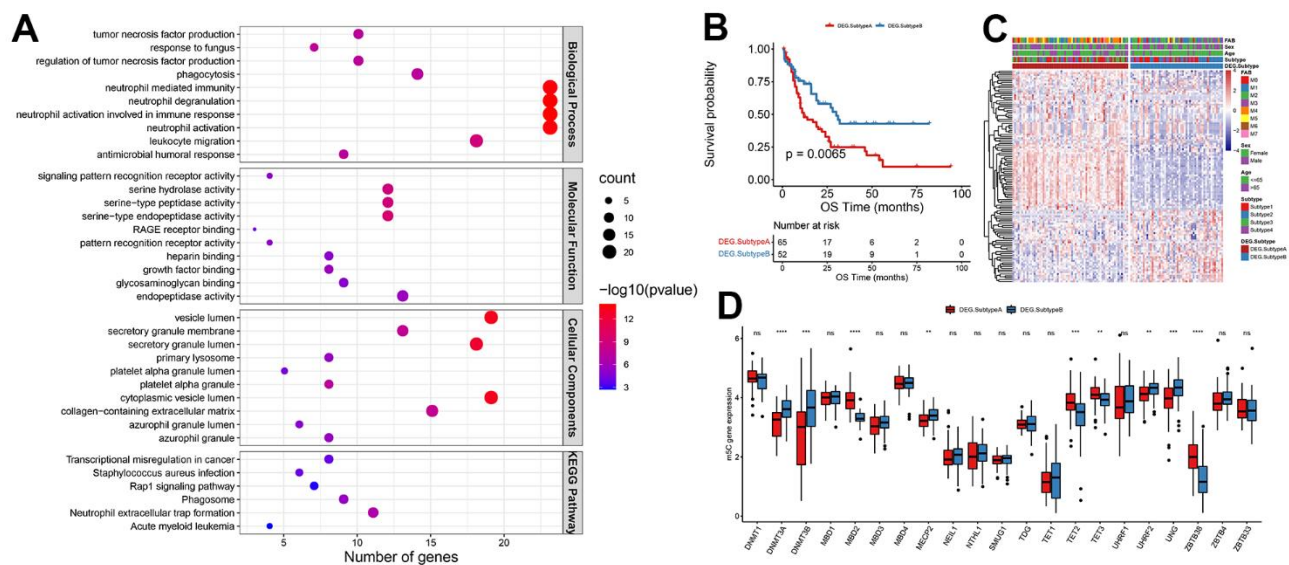 A
tumor necrosis factor production
response to fungus
regulation of tumor necrosis factor production
phagocytosis
neutrophil mediated immunity
neutrophil degranulation
neutrophil activation involved in immune response
neutrophil activation
leukocyte migration
antimicrobial humoral response
Biological Process
signaling pattern recognition receptor activity
serine hydrolase activity
serine-type peptidase activity
serine-type endopeptidase activity
RAGE receptor binding
pattern recognition receptor activity
heparin binding
growth factor binding
glycosaminoglycan binding
endopeptidase activity
Molecular Function
vesicle lumen
secretory granule membrane
secretory granule lumen
primary lysosome
platelet alpha granule lumen
platelet alpha granule
cytoplasmic vesicle lumen
collagen-containing extracellular matrix
azurophil granule lumen
azurophil granule
Cellular Components
Transcriptional misregulation in cancer
Staphylococcus aureus infection
Rap1 signaling pathway
Phagosome
Neutrophil extracellular trap formation
Acute myeloid leukemia
KEGG Pathway
5 10 15 20
Number of genes
count
5
10
15
20
−log10(pvalue)
12
9
6
3
B
DEG.SubtypeA DEG.SubtypeB
Survival probability
1.00
0.75
0.50
0.25
0.00
p = 0.0065
0 20 40 60 80 100
OS Time (months)
Number at risk
DEG.SubtypeA 65 17 6 2 0
DEG.SubtypeB 52 19 9 1 0
0 25 50 75 100
OS Time (months)
C
FAB
Sex
Age
Subtype
DEG.Subtype
4
2
0
−2
−4
FAB
M0
M1
M2
M3
M4
M5
M6
M7
Sex
Female
Male
Age
<=65
>65
Subtype
Subtype1
Subtype2
Subtype3
Subtype4
DEG.Subtype
DEG.SubtypeA
DEG.SubtypeB
D
DEG.SubtypeA DEG.SubtypeB
ns **** *** ns **** ns ns ** ns ns ns ns ns *** ** ns ** *** **** ns ns
m5C gene expression
6
4
2
0
DNMT1
DNMT3A
DNMT3B
MBD1
MBD2
MBD3
MBD4
MECP2
NEIL1
NTHL1
SMUG1
TDG
TET1
TET2
TET3
UHRF1
UHRF2
UNG
ZBTB38
ZBTB4
ZBTB33